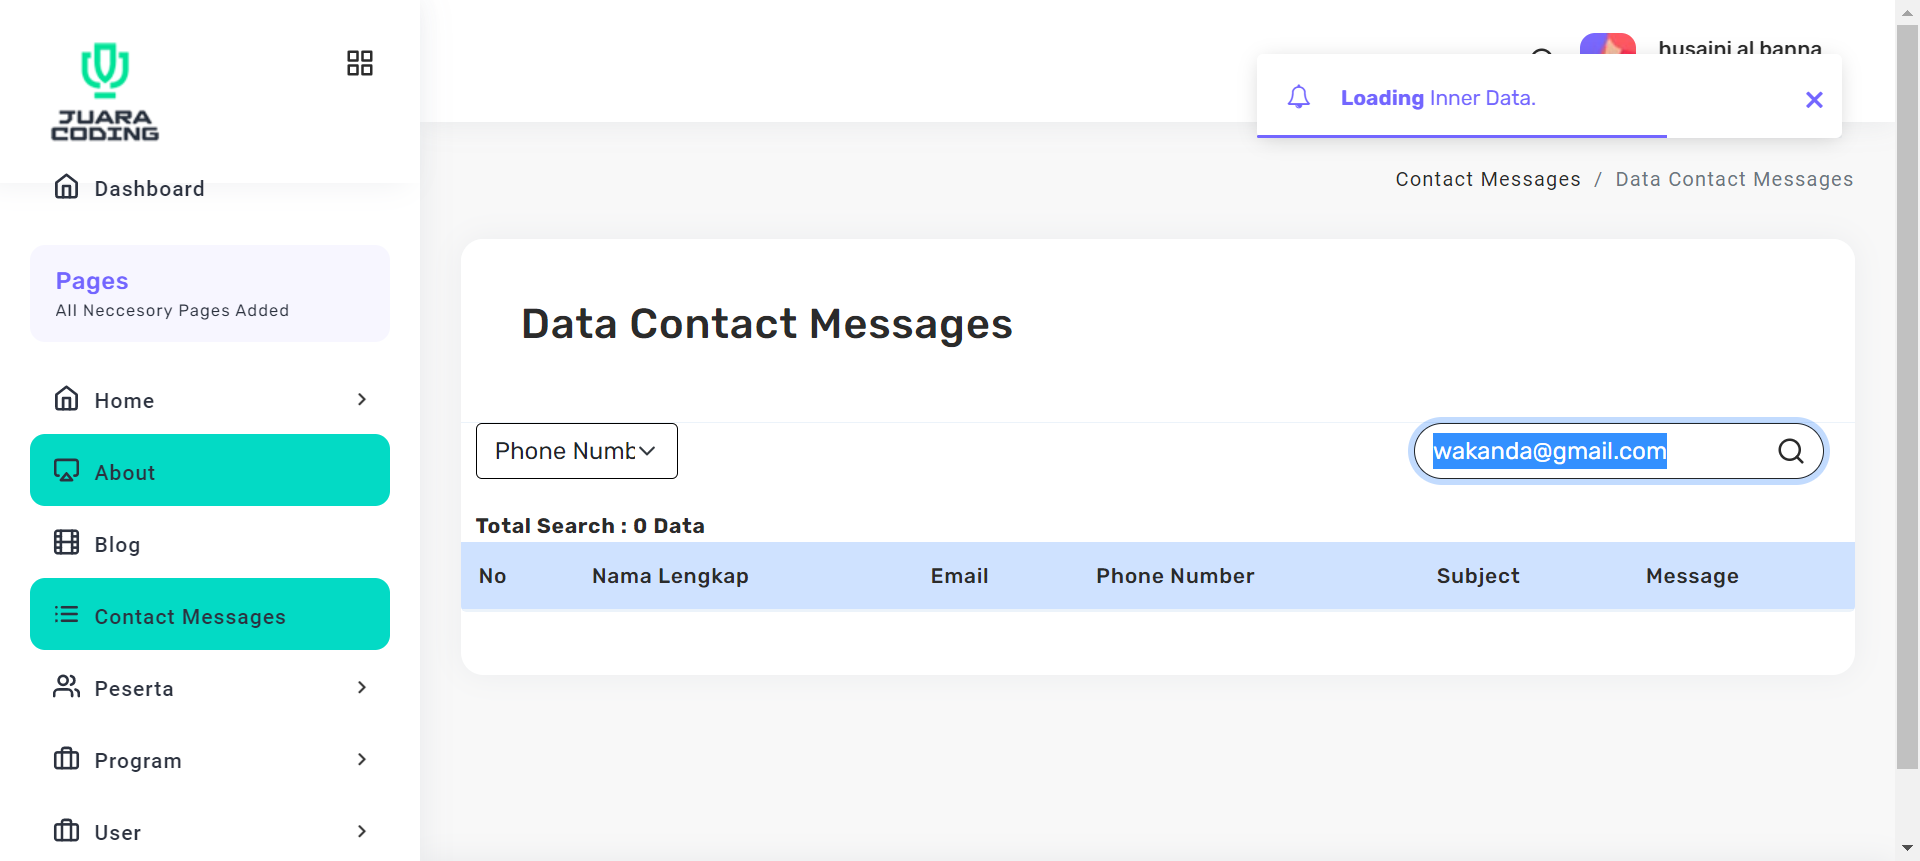 JUARA
CODING
Dashboard
Pages
All Neccesory Pages Added
Home
About
Blog
Contact Messages
Peserta
Program
User
husaini al banna
Loading Inner Data.
Contact Messages / Data Contact Messages
Data Contact Messages
Phone Numb
wakanda@gmail.com
Total Search : 0 Data
No Nama Lengkap Email Phone Number Subject Message